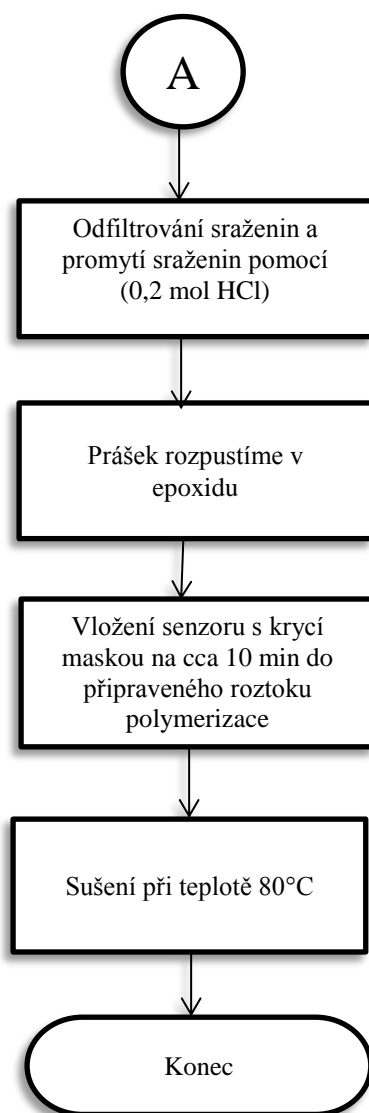 A
Odfiltrování sraženin a
promytí sraženin pomocí
(0,2 mol HCl)
Prášek rozpustíme v
epoxidu
Vložení senzoru s krycí
maskou na cca 10 min do
připraveného roztoku
polymerizace
Sušení při teplotě 80°C
Konec